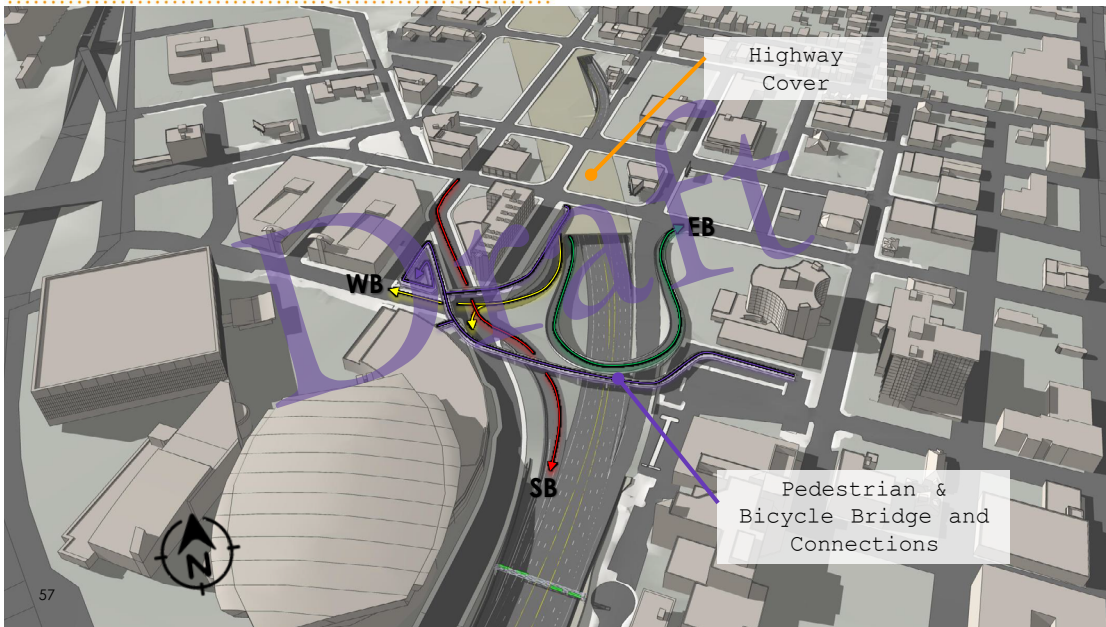 Highway
Cover
Draft
EB
WB
SB
Pedestrian &
Bicycle Bridge and
Connections
N
57